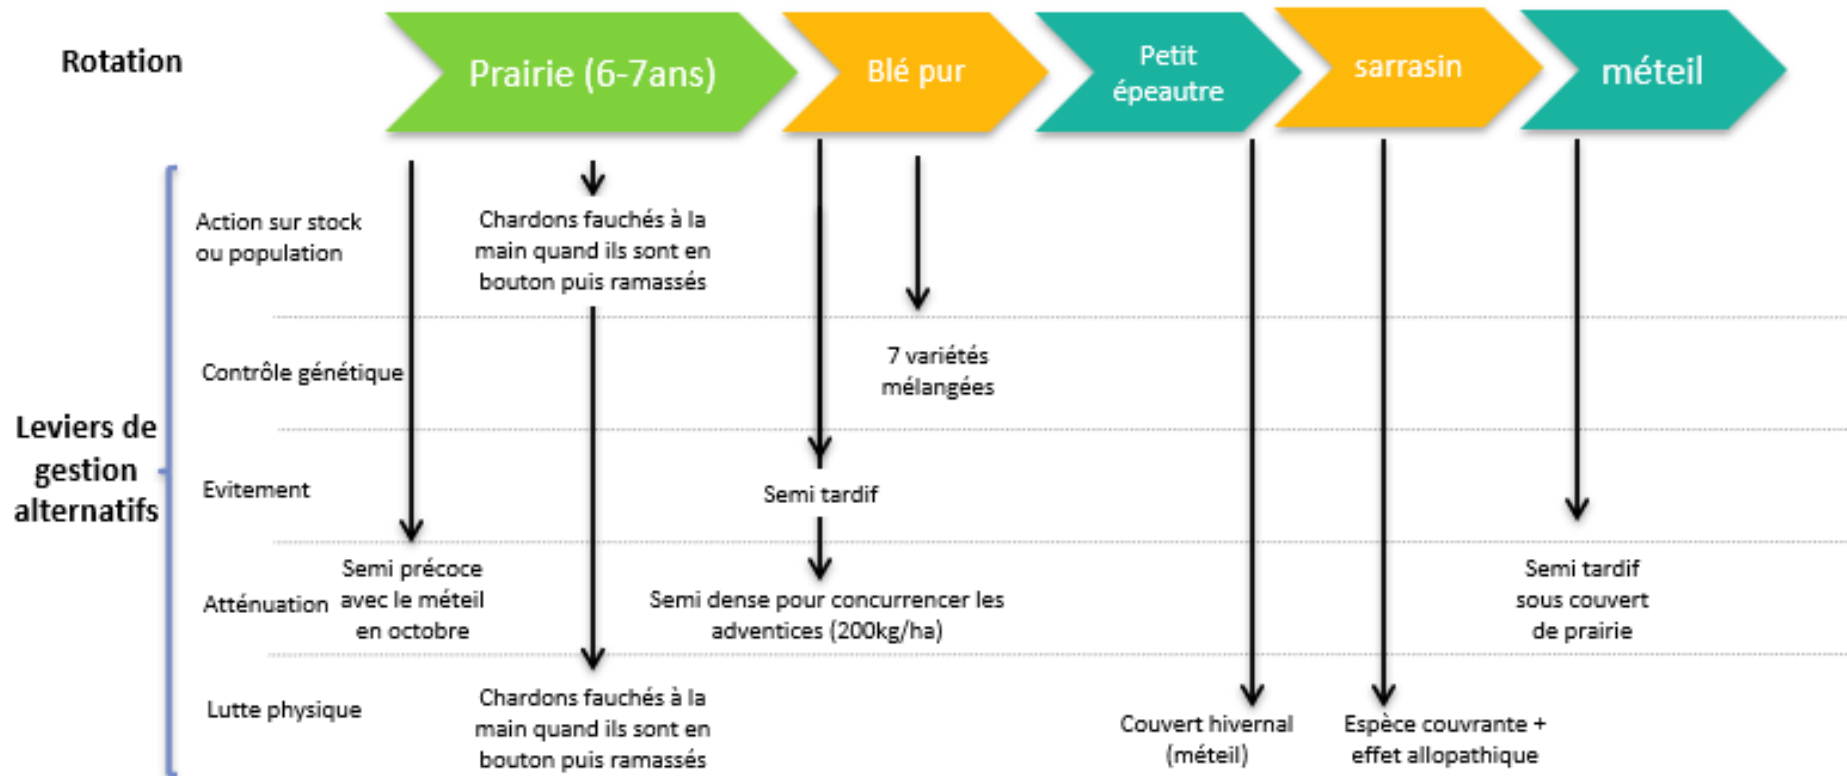 Rotation
Prairie (6-7ans)
Blé pur
Petit
épeautre
sarrasin
méteil
Leviers de
gestion
alternatifs
Action sur stock
ou population
Chardons fauchés à la
main quand ils sont en
bouton puis ramassés
Contrôle génétique
7 variétés
mélangées
Evitement
Semi tardif
Atténuation
Semi précoce
avec le méteil
en octobre
Semi dense pour concurrencer les
adventices (200kg/ha)
Semi tardif
sous couvert
de prairie
Lutte physique
Chardons fauchés à la
main quand ils sont en
bouton puis ramassés
Couvert hivernal
(méteil)
Espèce couvrante +
effet allopathique